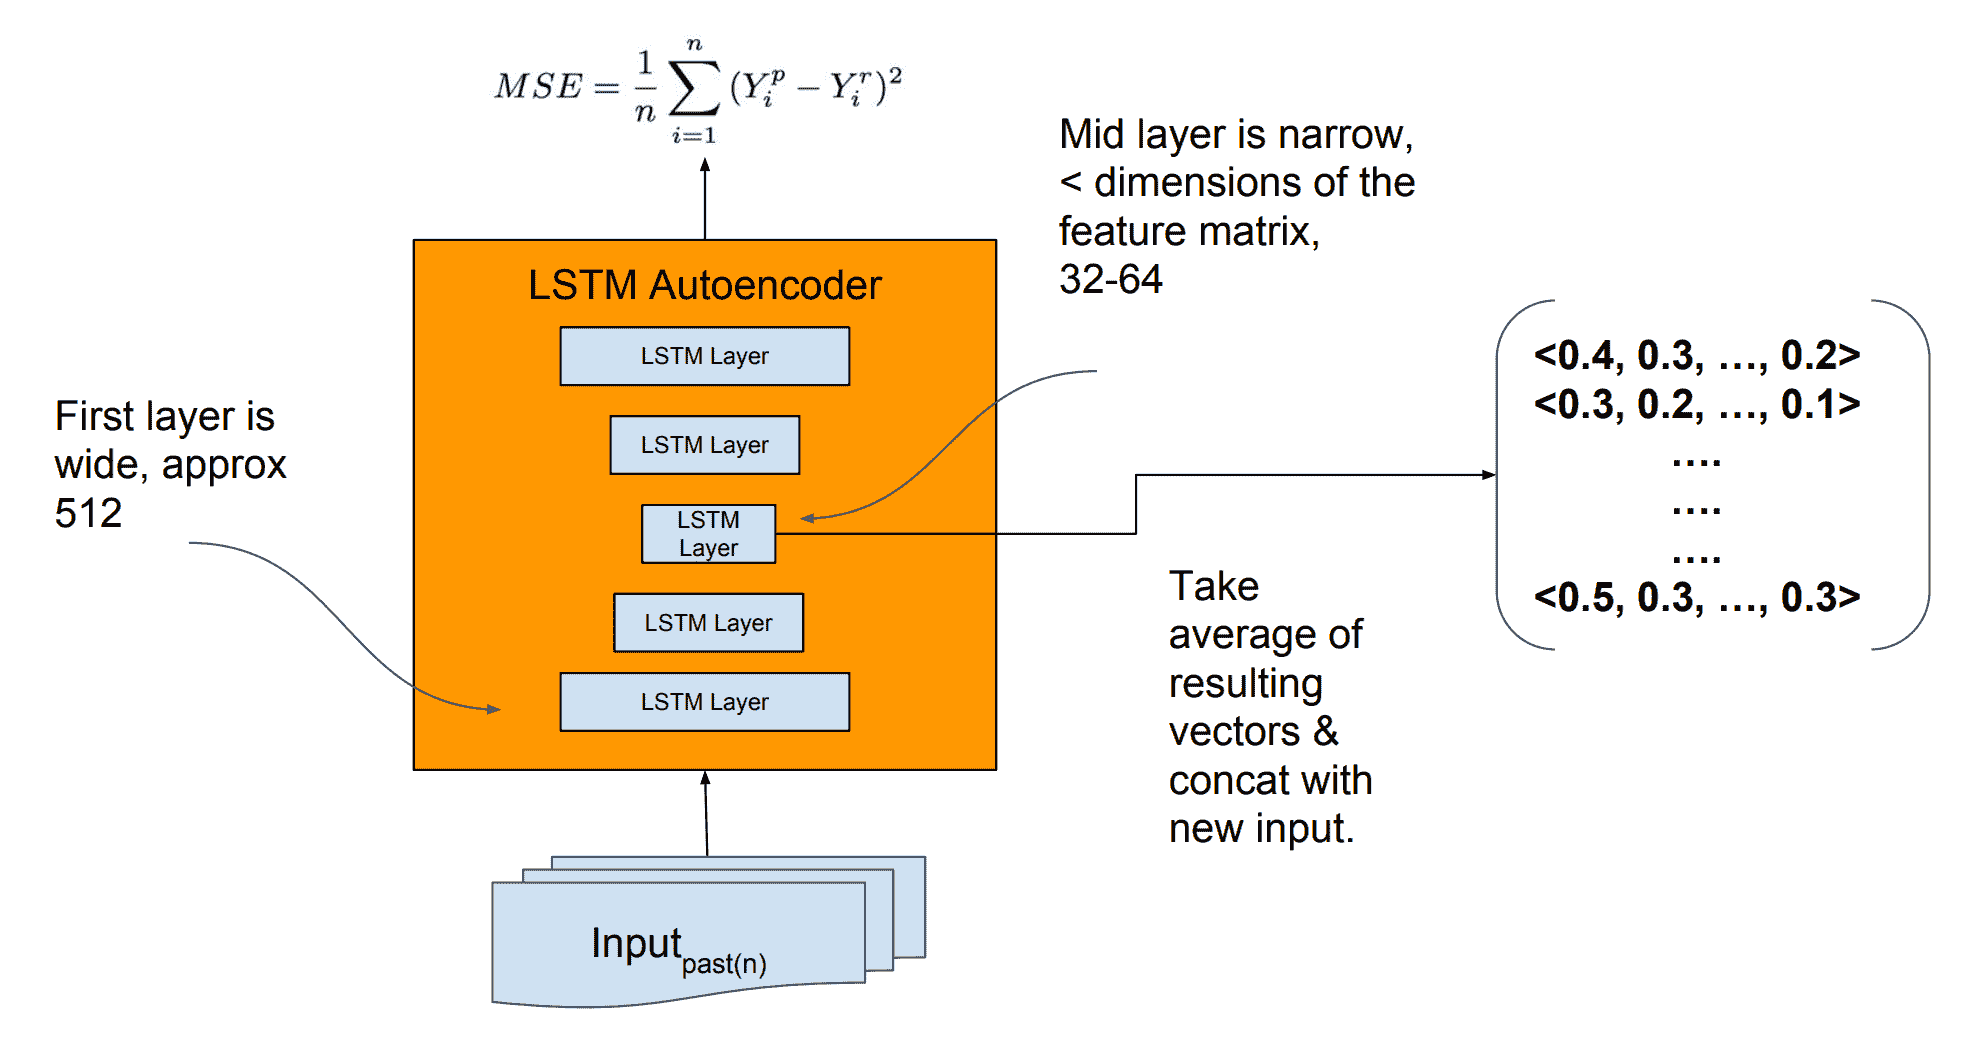 MSE = \frac{1}{n} \sum_{i=1}^{n} (Y_i^p - Y_i^r)^2
Mid layer is narrow,
< dimensions of the
feature matrix,
32-64
LSTM Autoencoder
LSTM Layer
LSTM Layer
LSTM
Layer
LSTM Layer
LSTM Layer
First layer is
wide, approx
512
<0.4, 0.3, …, 0.2>
<0.3, 0.2, …, 0.1>
….
….
….
<0.5, 0.3, …, 0.3>
Take
average of
resulting
vectors &
concat with
new input.
Input past(n)